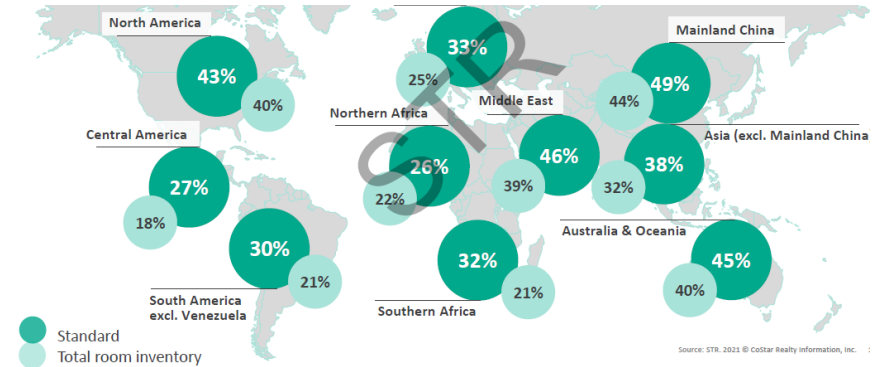 North America
43%
40%
33%
25%
Mainland China
49%
44%
Northern Africa
26%
22%
Middle East
46%
39%
Asia (excl. Mainland China
38%
32%
Central America
27%
18%
South America
excl. Venezuela
30%
21%
Southern Africa
32%
21%
Australia & Oceania
45%
40%
STR
Standard
Total room inventory
Source: STR. 2021 © CoStar Realty Information, Inc.